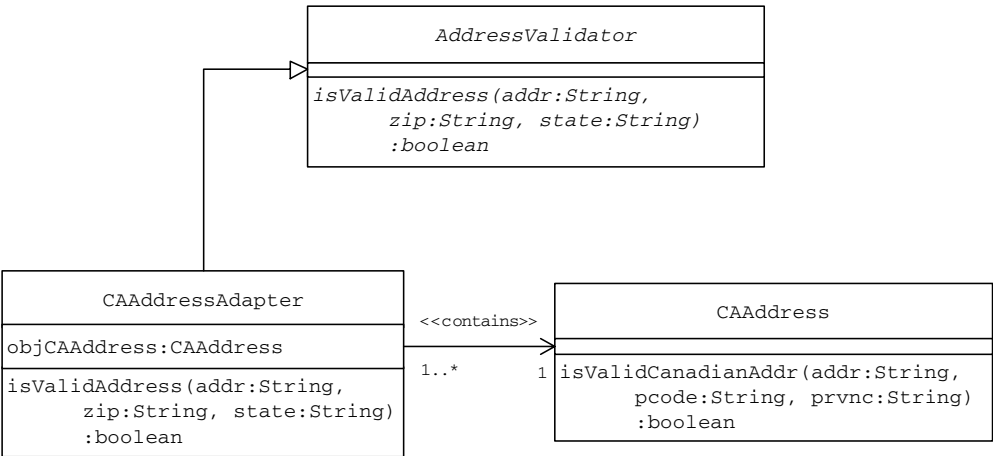 AddressValidator
isValidAddress(addr:String,
zip:String, state:String)
:boolean
CAAddressAdapter
objCAAddress:CAAddress
isValidAddress(addr:String,
zip:String, state:String)
:boolean
<<contains>>
1..*
1
CAAddress
isValidCanadianAddr(addr:String,
pcode:String, prvnc:String)
:boolean